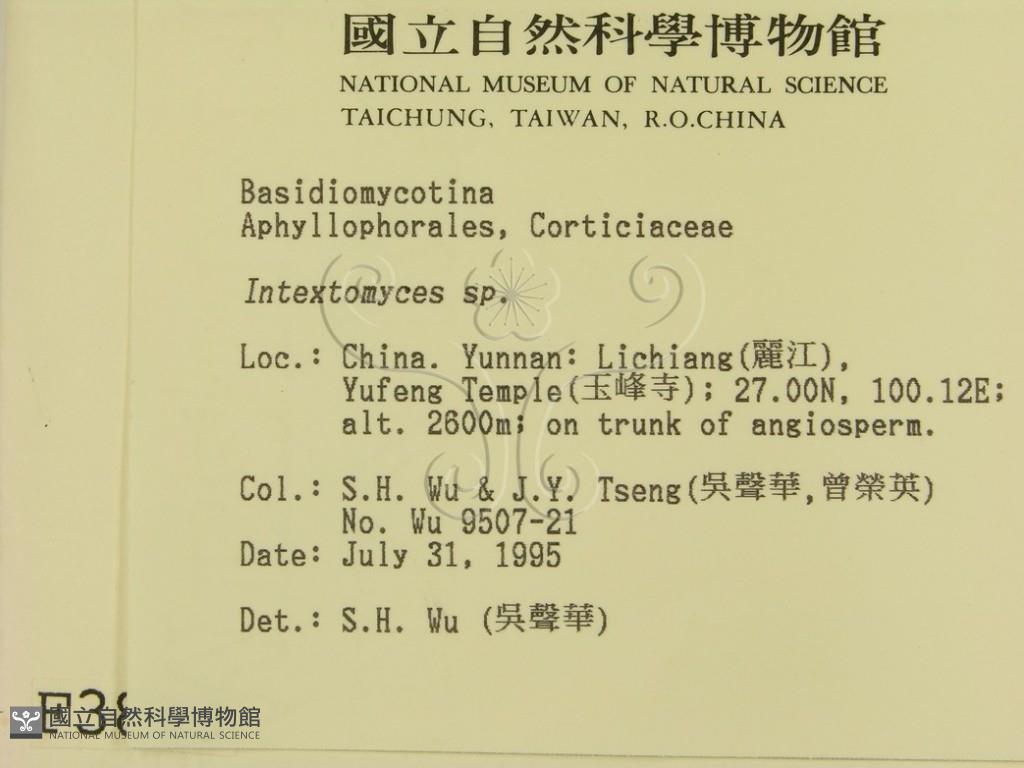 國立自然科學博物館
NATIONAL MUSEUM OF NATURAL SCIENCE
TAICHUNG, TAIWAN, R.O.CHINA
Basidiomycotina
Aphyllophorales, Corticiaceae
Intextomyces sp.
Loc.: China. Yunnan: Lichiang(麗江),
Yufeng Temple(玉峰寺); 27.00N, 100.12E;
alt. 2600m; on trunk of angiosperm.
Col.: S.H. Wu & J.Y. Tseng(吳聲華,曾榮英)
No. Wu 9507-21
Date: July 31, 1995
Det.: S.H. Wu (吳聲華)
國立自然科學博物館
NATIONAL MUSEUM OF NATURAL SCIENCE